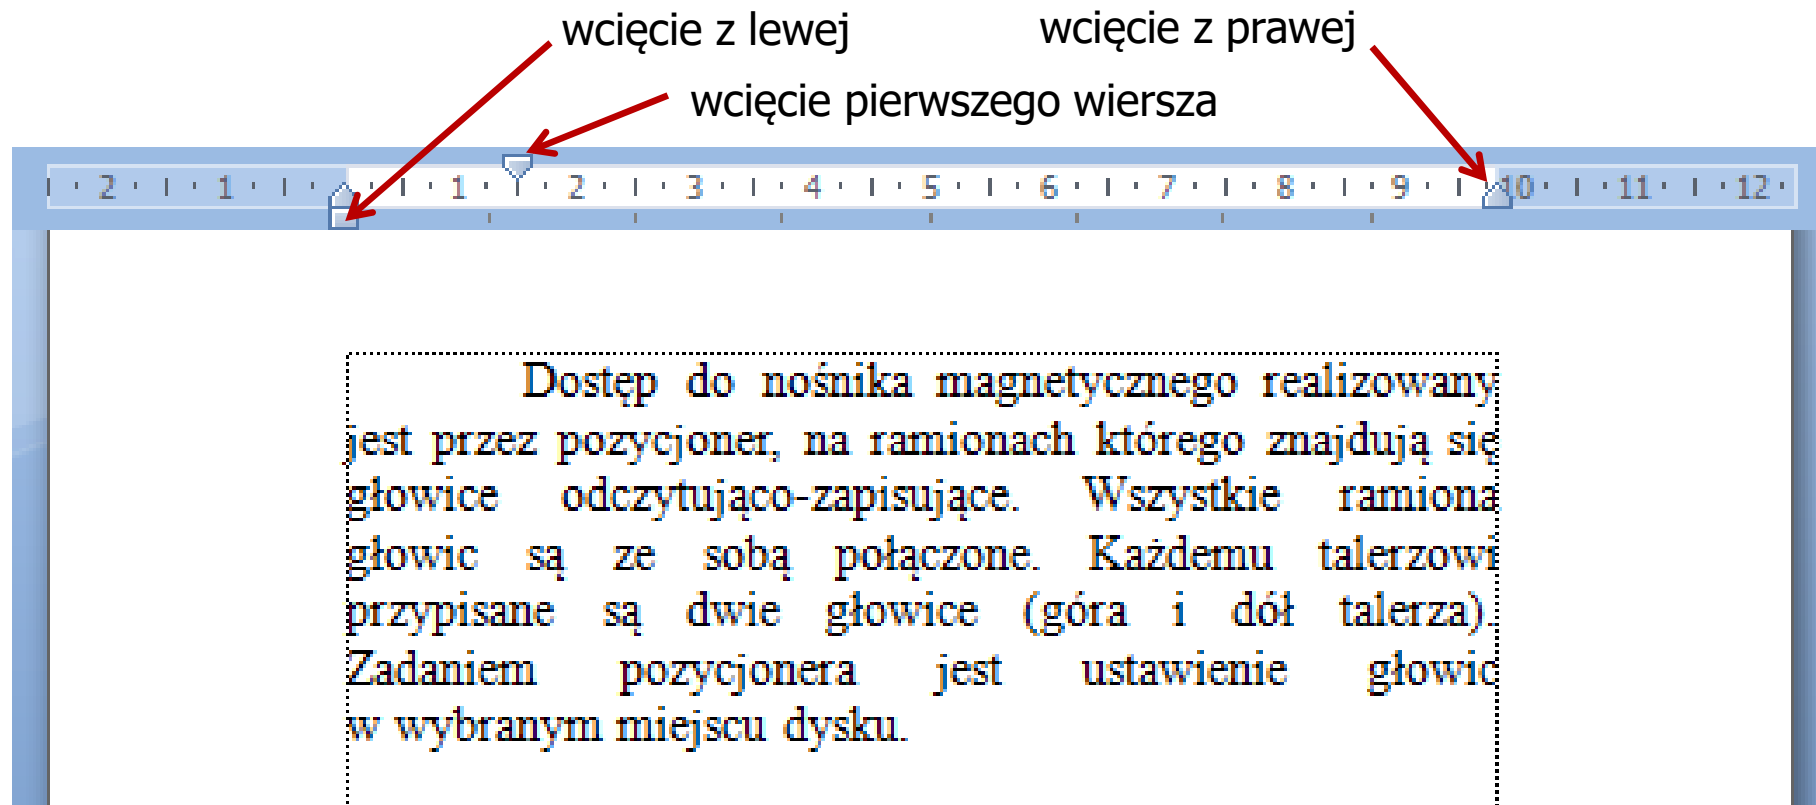 wcięcie z lewej
wcięcie z prawej
wcięcie pierwszego wiersza
2 1 1 2 3 4 5 6 7 8 9 10 11 12
Dostęp do nośnika magnetycznego realizowany
jest przez pozycjoner, na ramionach którego znajdują się
głowice odczytująco-zapisujące. Wszystkie ramiona
głowic są ze sobą połączone. Każdemu talerzowi
przypisane są dwie głowice (góra i dół talerza).
Zadaniem pozycjonera jest ustawienie głowic
w wybranym miejscu dysku.